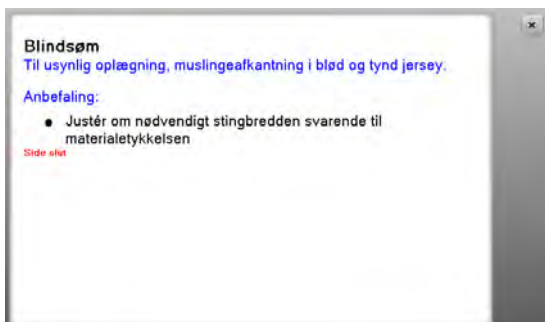 Blindsøm
Til usynlig oplægning, muslingeafkantning i blød og tynd jersey.
Anbefaling:
● Justér om nødvendigt stingbredden svarende til
materialetykkelsen
Side slut